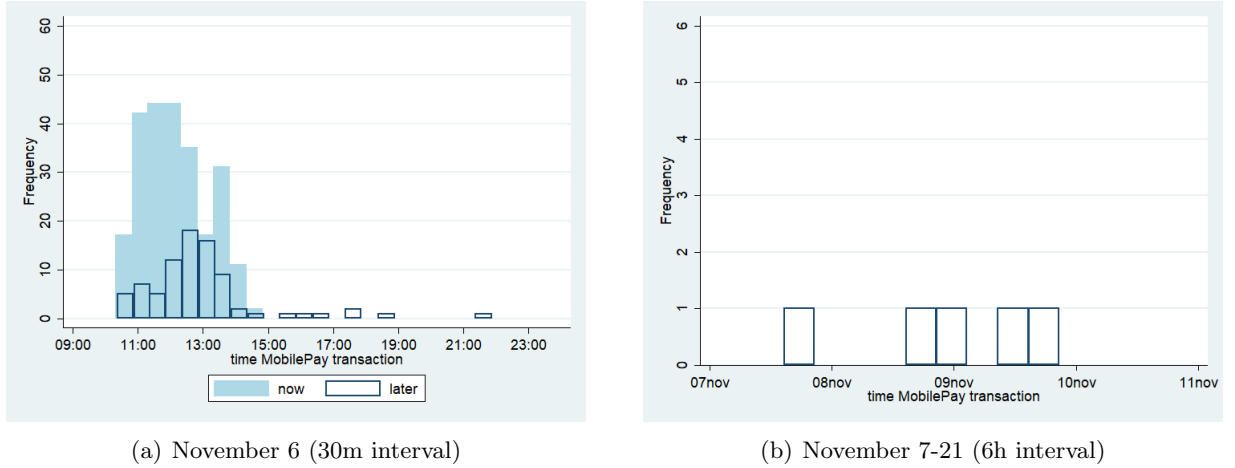 60
50
40
30
20
10
0
Frequency
09:00 11:00 13:00 15:00 17:00 19:00 21:00 23:00
time MobilePay transaction
now later
(a) November 6 (30m interval)
6
5
4
3
2
1
0
Frequency
07nov 08nov 09nov 10nov 11nov
time MobilePay transaction
(b) November 7-21 (6h interval)